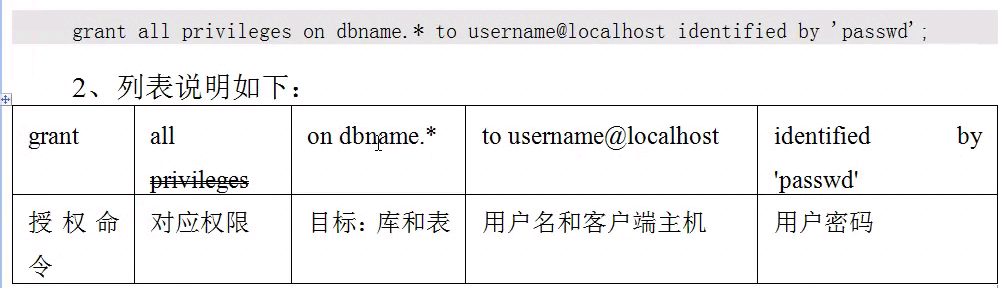 grant all privileges on dbname.* to username@localhost identified by 'passwd';
2、列表说明如下：
grant all privileges on dbname.* to username@localhost identified by 'passwd'
授权命令 对应权限 目标：库和表 用户名和客户端主机 用户密码